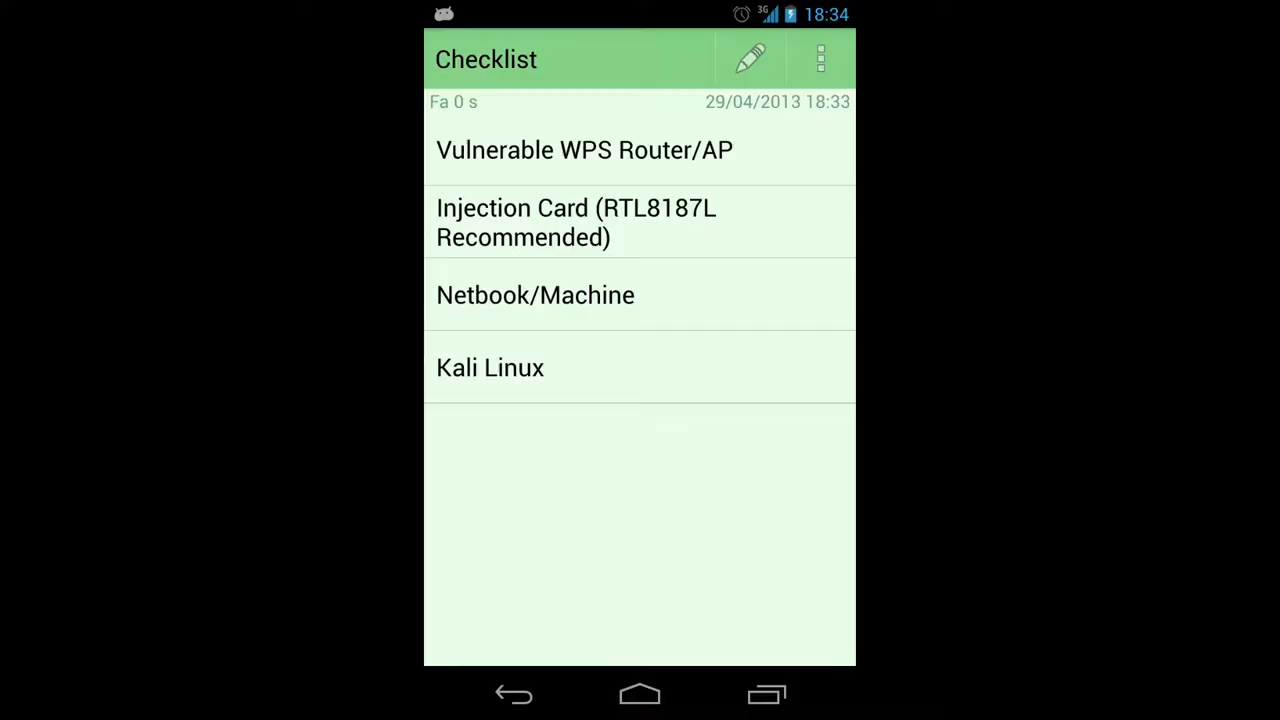 3G 18:34
Checklist
Fa 0 s 29/04/2013 18:33
Vulnerable WPS Router/AP
Injection Card (RTL8187L
Recommended)
Netbook/Machine
Kali Linux